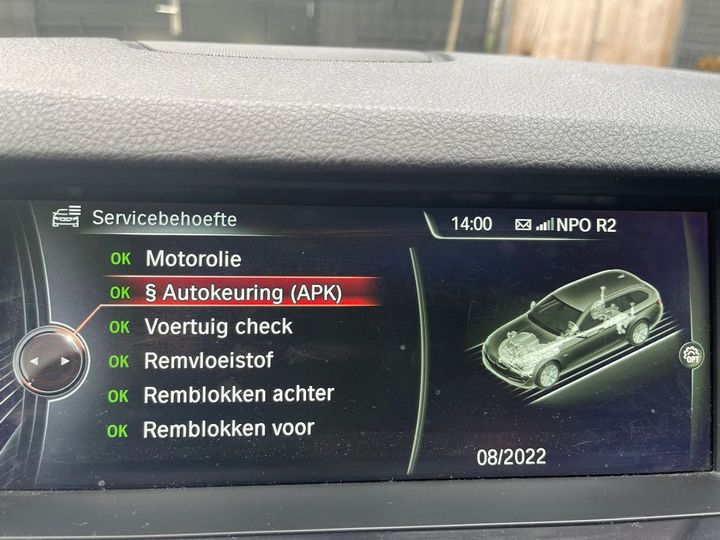 Servicebehoefte
14:00 NPO R2
OK Motorolie
OK § Autokeuring (APK)
OK Voertuig check
OK Remvloeistof
OK Remblokken achter
OK Remblokken voor
OPT
08/2022